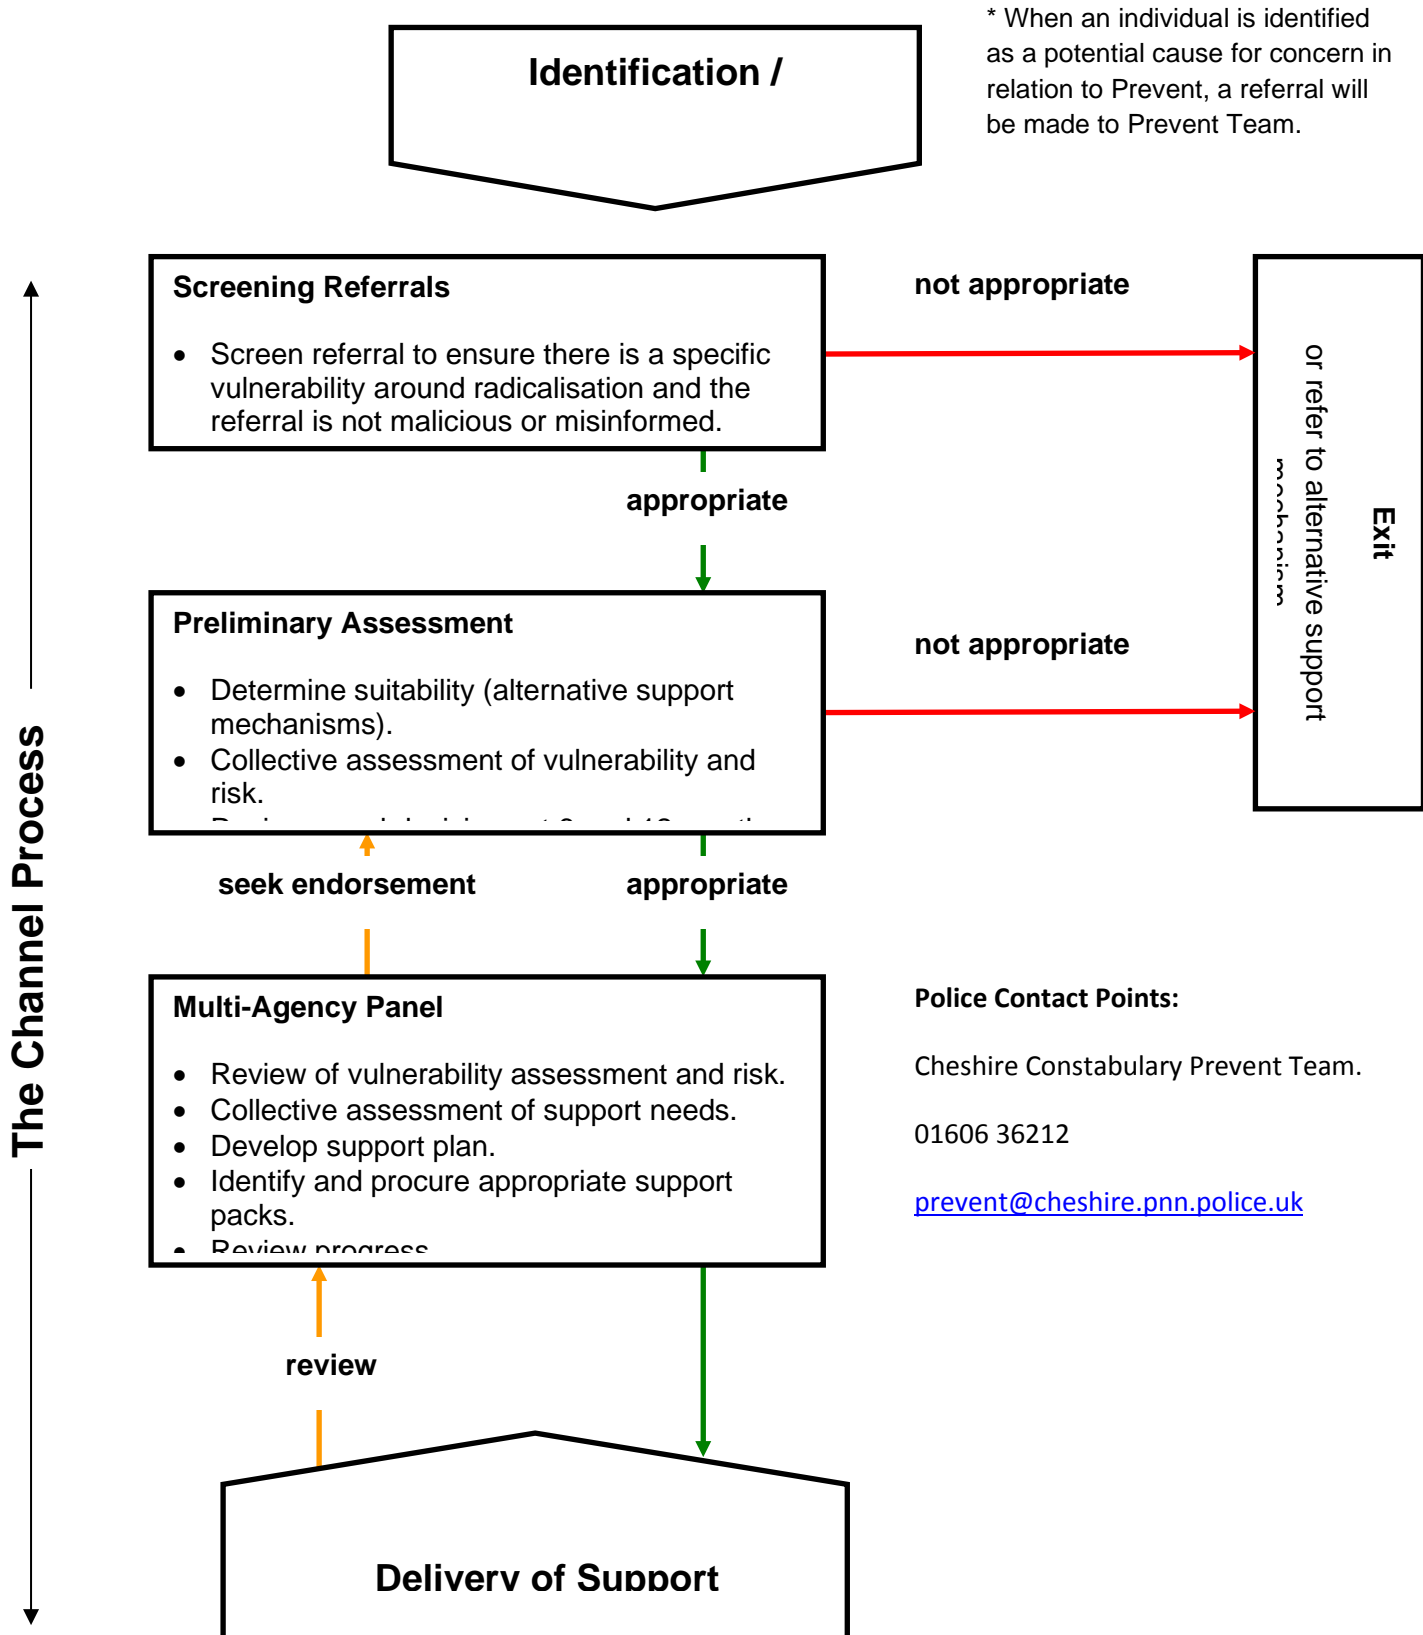 * When an individual is identified
as a potential cause for concern in
relation to Prevent, a referral will
be made to Prevent Team.
Identification /
The Channel Process
Screening Referrals
• Screen referral to ensure there is a specific
vulnerability around radicalisation and the
referral is not malicious or misinformed.
not appropriate
Exit
or refer to alternative support
mechanism
appropriate
Preliminary Assessment
• Determine suitability (alternative support
mechanisms).
• Collective assessment of vulnerability and
risk.
not appropriate
seek endorsement
appropriate
Multi-Agency Panel
• Review of vulnerability assessment and risk.
• Collective assessment of support needs.
• Develop support plan.
• Identify and procure appropriate support
packs.
• Review progress
Police Contact Points:
Cheshire Constabulary Prevent Team.
01606 36212
prevent@cheshire.pnn.police.uk
review
Delivery of Support